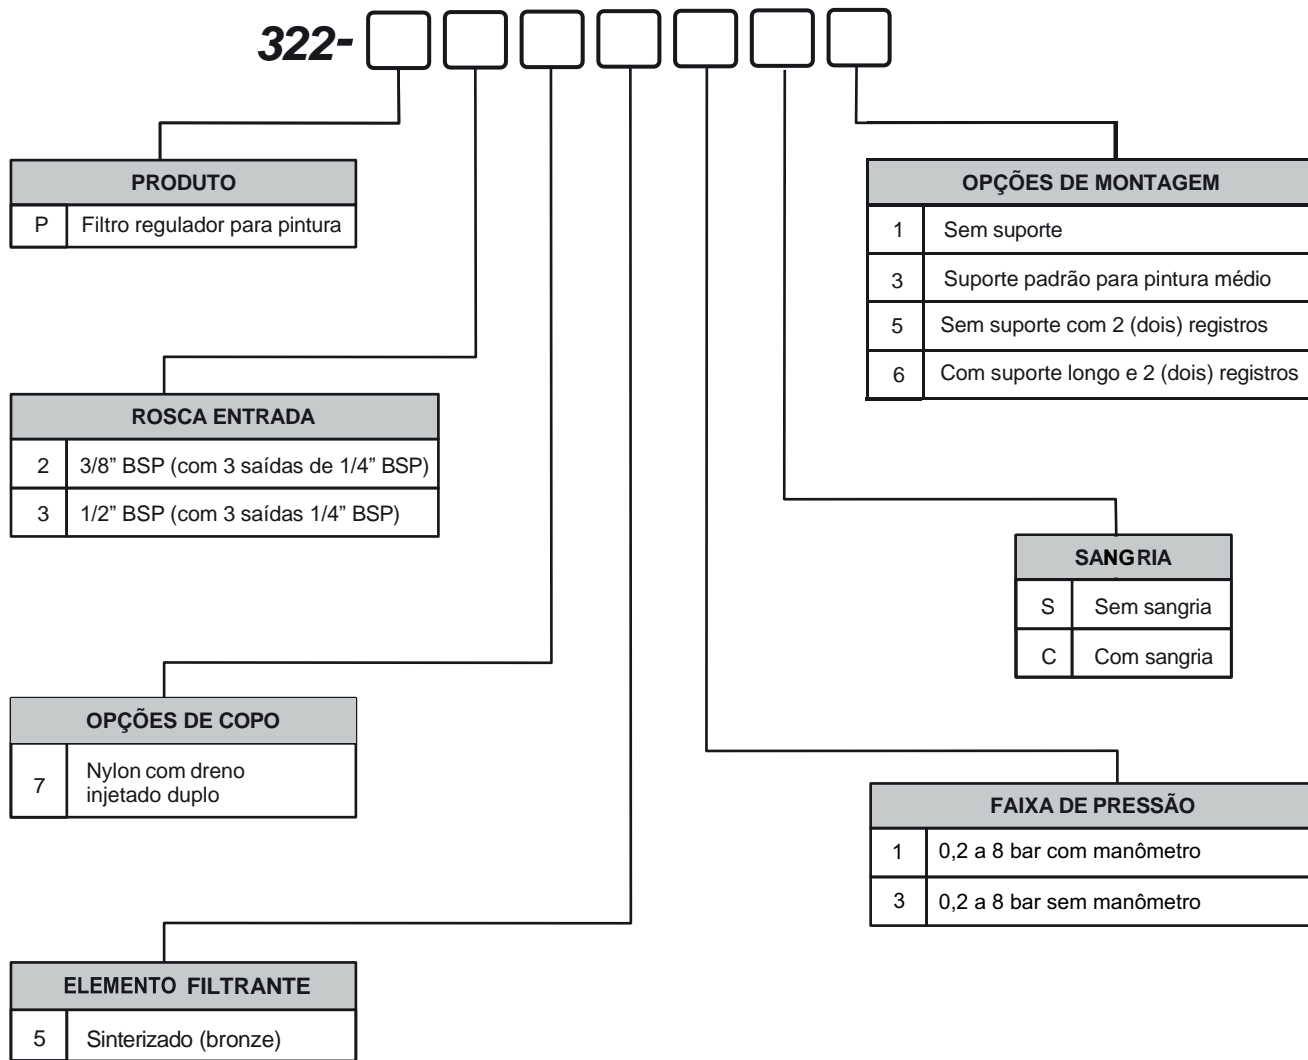 322-
PRODUTO
P Filtro regulador para pintura
ROSCA ENTRADA
2 3/8” BSP (com 3 saídas de 1/4” BSP)
3 1/2” BSP (com 3 saídas 1/4” BSP)
OPÇÕES DE COPO
7 Nylon com dreno
injetado duplo
ELEMENTO FILTRANTE
5 Sinterizado (bronze)
OPÇÕES DE MONTAGEM
1 Sem suporte
3 Suporte padrão para pintura médio
5 Sem suporte com 2 (dois) registros
6 Com suporte longo e 2 (dois) registros
SANGRIA
S Sem sangria
C Com sangria
FAIXA DE PRESSÃO
1 0,2 a 8 bar com manômetro
3 0,2 a 8 bar sem manômetro